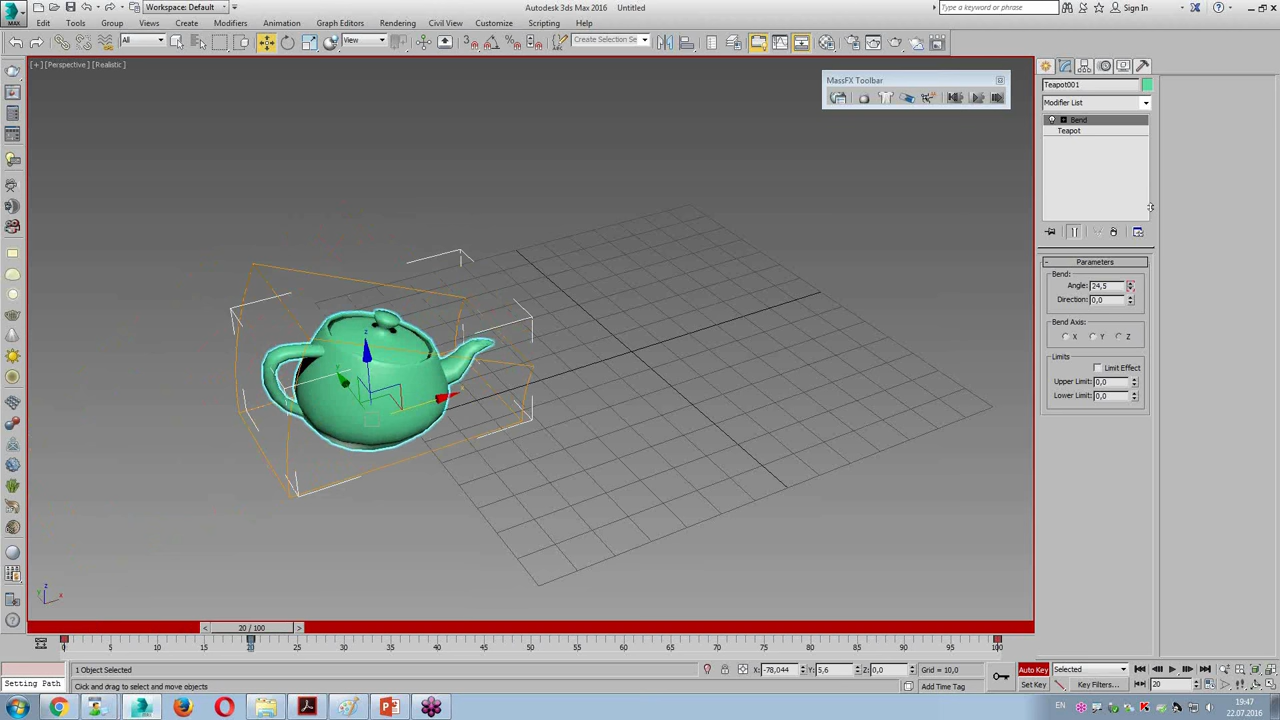 MAX Workspace: Default Autodesk 3ds Max 2016 Untitled Type a keyword or phrase Sign In
Edit Tools Group Views Create Modifiers Animation Graph Editors Rendering Civil View Customize Scripting Help
All View Create Selection Se
[+] [Perspective] [Realistic]
MassFX Toolbar
Teapot001
Modifier List
Bend
Teapot
Parameters
Bend:
Angle: 24,5
Direction: 0,0
Bend Axis:
X Y Z
Limits
Limit Effect
Upper Limit: 0,0
Lower Limit: 0,0
z
x
z
x
20 / 100
0 5 10 15 20 25 30 35 40 45 50 55 60 65 70 75 80 85 90 95 100
1 Object Selected X: -78,044 Y: 5,6 Z: 0,0 Grid = 10,0 Auto Key Selected
Setting Path Click and drag to select and move objects Add Time Tag Set Key Key Filters... 20
EN 19:47
22.07.2016